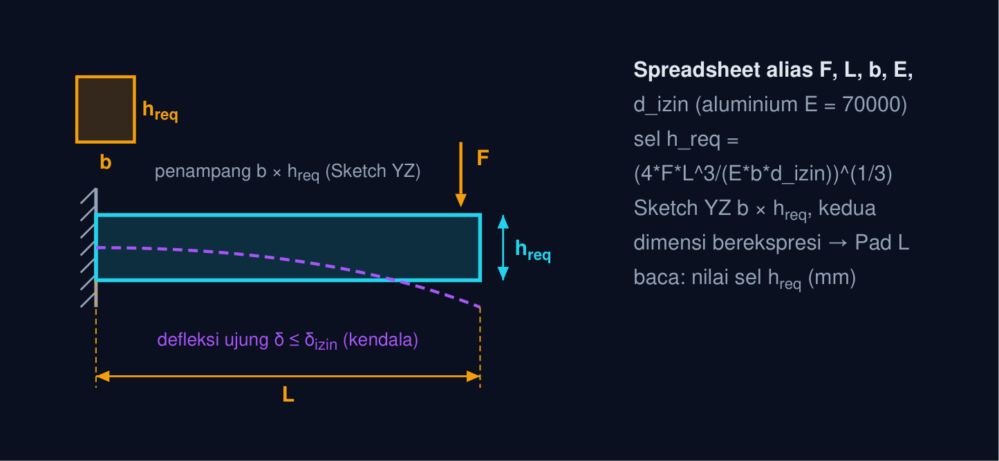 h_req
b
penampang b × h_req (Sketch YZ)
F
h_req
defleksi ujung δ ≤ δ_izin (kendala)
L
Spreadsheet alias F, L, b, E,
d_izin (aluminium E = 70000)
sel h_req =
(4*F*L^3/(E*b*d_izin))^(1/3)
Sketch YZ b × h_req, kedua
dimensi berekspresi → Pad L
baca: nilai sel h_req (mm)